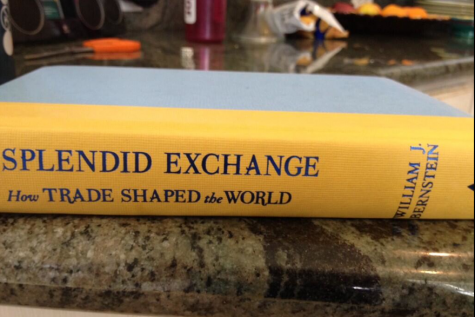 SPLENDID EXCHANGE
How TRADE SHAPED the WORLD
WILLIAM J.
BERNSTEIN